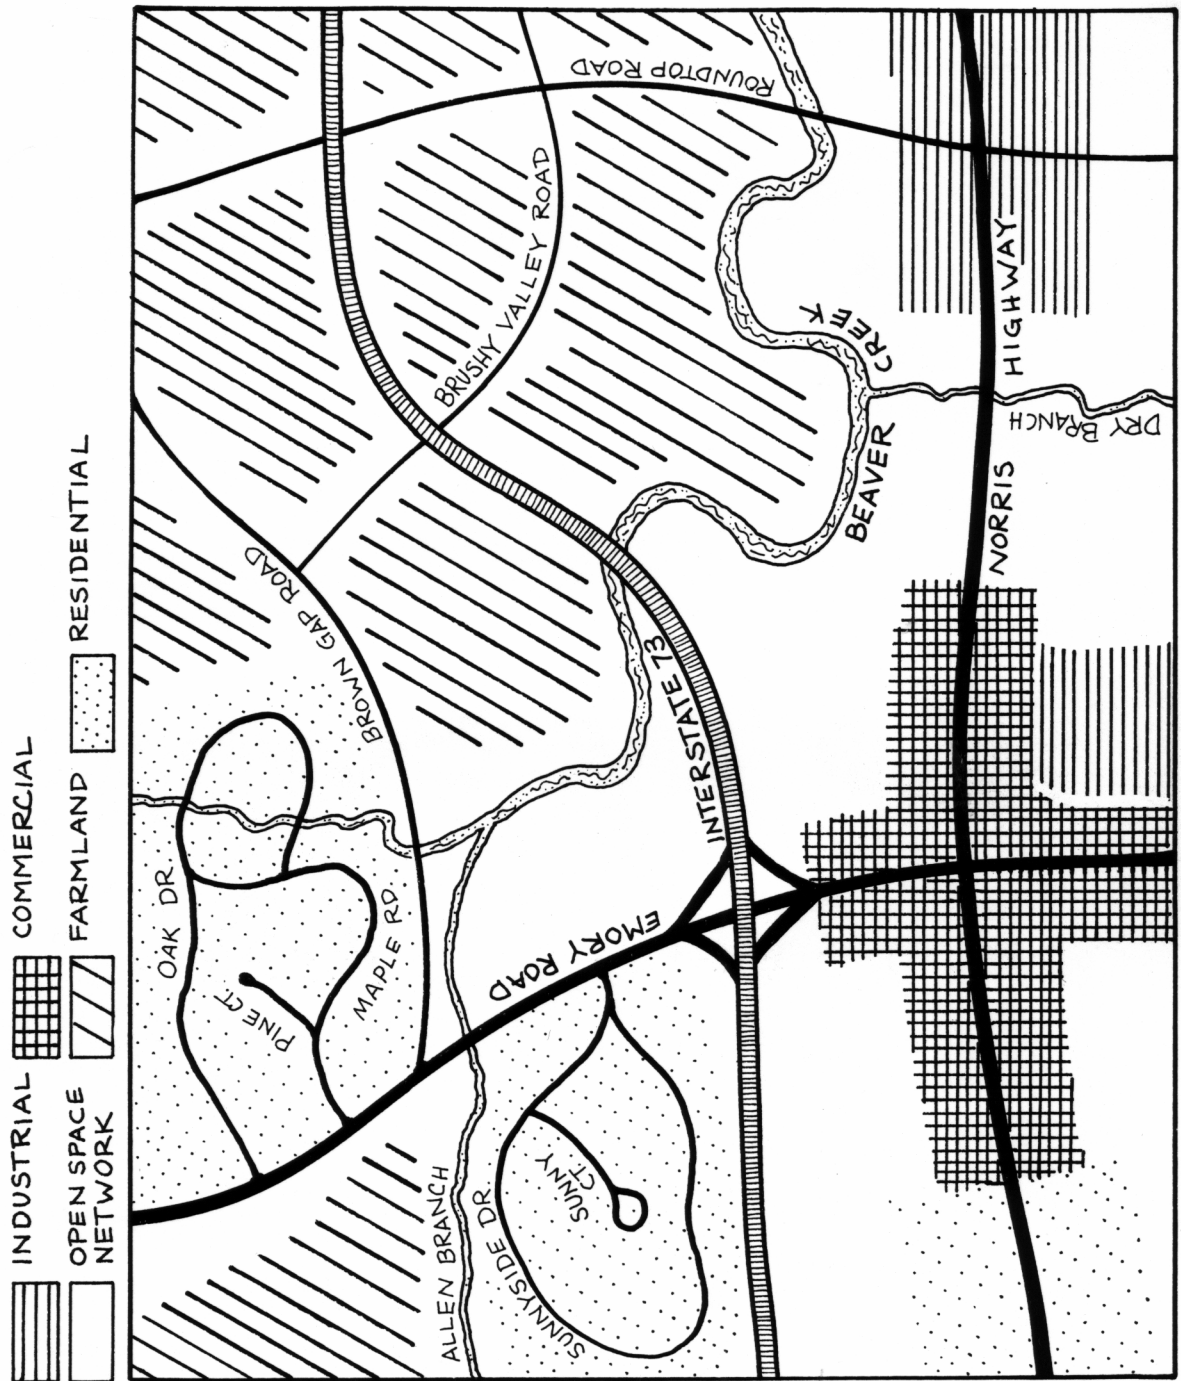 INDUSTRIAL
COMMERCIAL
OPEN SPACE
NETWORK
FARMLAND
RESIDENTIAL
ROUNDTOP ROAD
BRUSHY VALLEY ROAD
BROWN GAP ROAD
OAK DR
MAPLE RD
PINE CT
EMORY ROAD
INTERSTATE 73
ALLEN BRANCH
SUNNYSIDE DR
SUNNY
CT
BEAVER CREEK
DRY BRANCH
NORRIS HIGHWAY